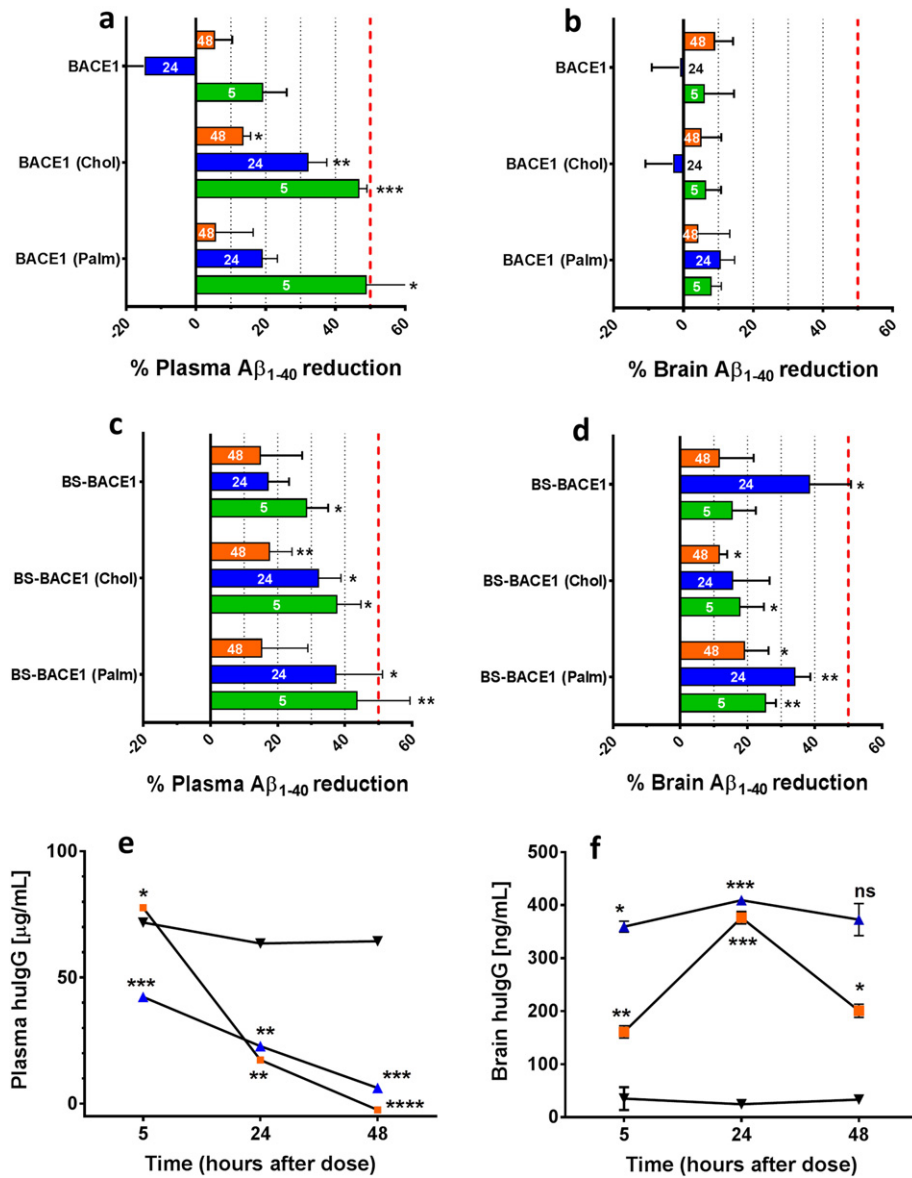 a
BACE1
48
24
5
BACE1 (Chol)
48 *
24 **
5 ***
BACE1 (Palm)
48
24
5 *
-20 0 20 40 60
% Plasma Aβ1-40 reduction
b
BACE1
48
24
5
BACE1 (Chol)
48
24
5
BACE1 (Palm)
48
24
5
-20 0 20 40 60
% Brain Aβ1-40 reduction
c
BS-BACE1
48
24
5 *
BS-BACE1 (Chol)
48 **
24 *
5 *
BS-BACE1 (Palm)
48
24 *
5 **
-20 0 20 40 60
% Plasma Aβ1-40 reduction
d
BS-BACE1
48
24 *
5
BS-BACE1 (Chol)
48 *
24
5 *
BS-BACE1 (Palm)
48 *
24 **
5 **
-20 0 20 40 60
% Brain Aβ1-40 reduction
e
Plasma huIgG [μg/mL]
100
50
0
*
***
**
**
***
****
5 24 48
Time (hours after dose)
f
Brain huIgG [ng/mL]
500
400
300
200
100
0
*
***
ns
**
***
*
5 24 48
Time (hours after dose)